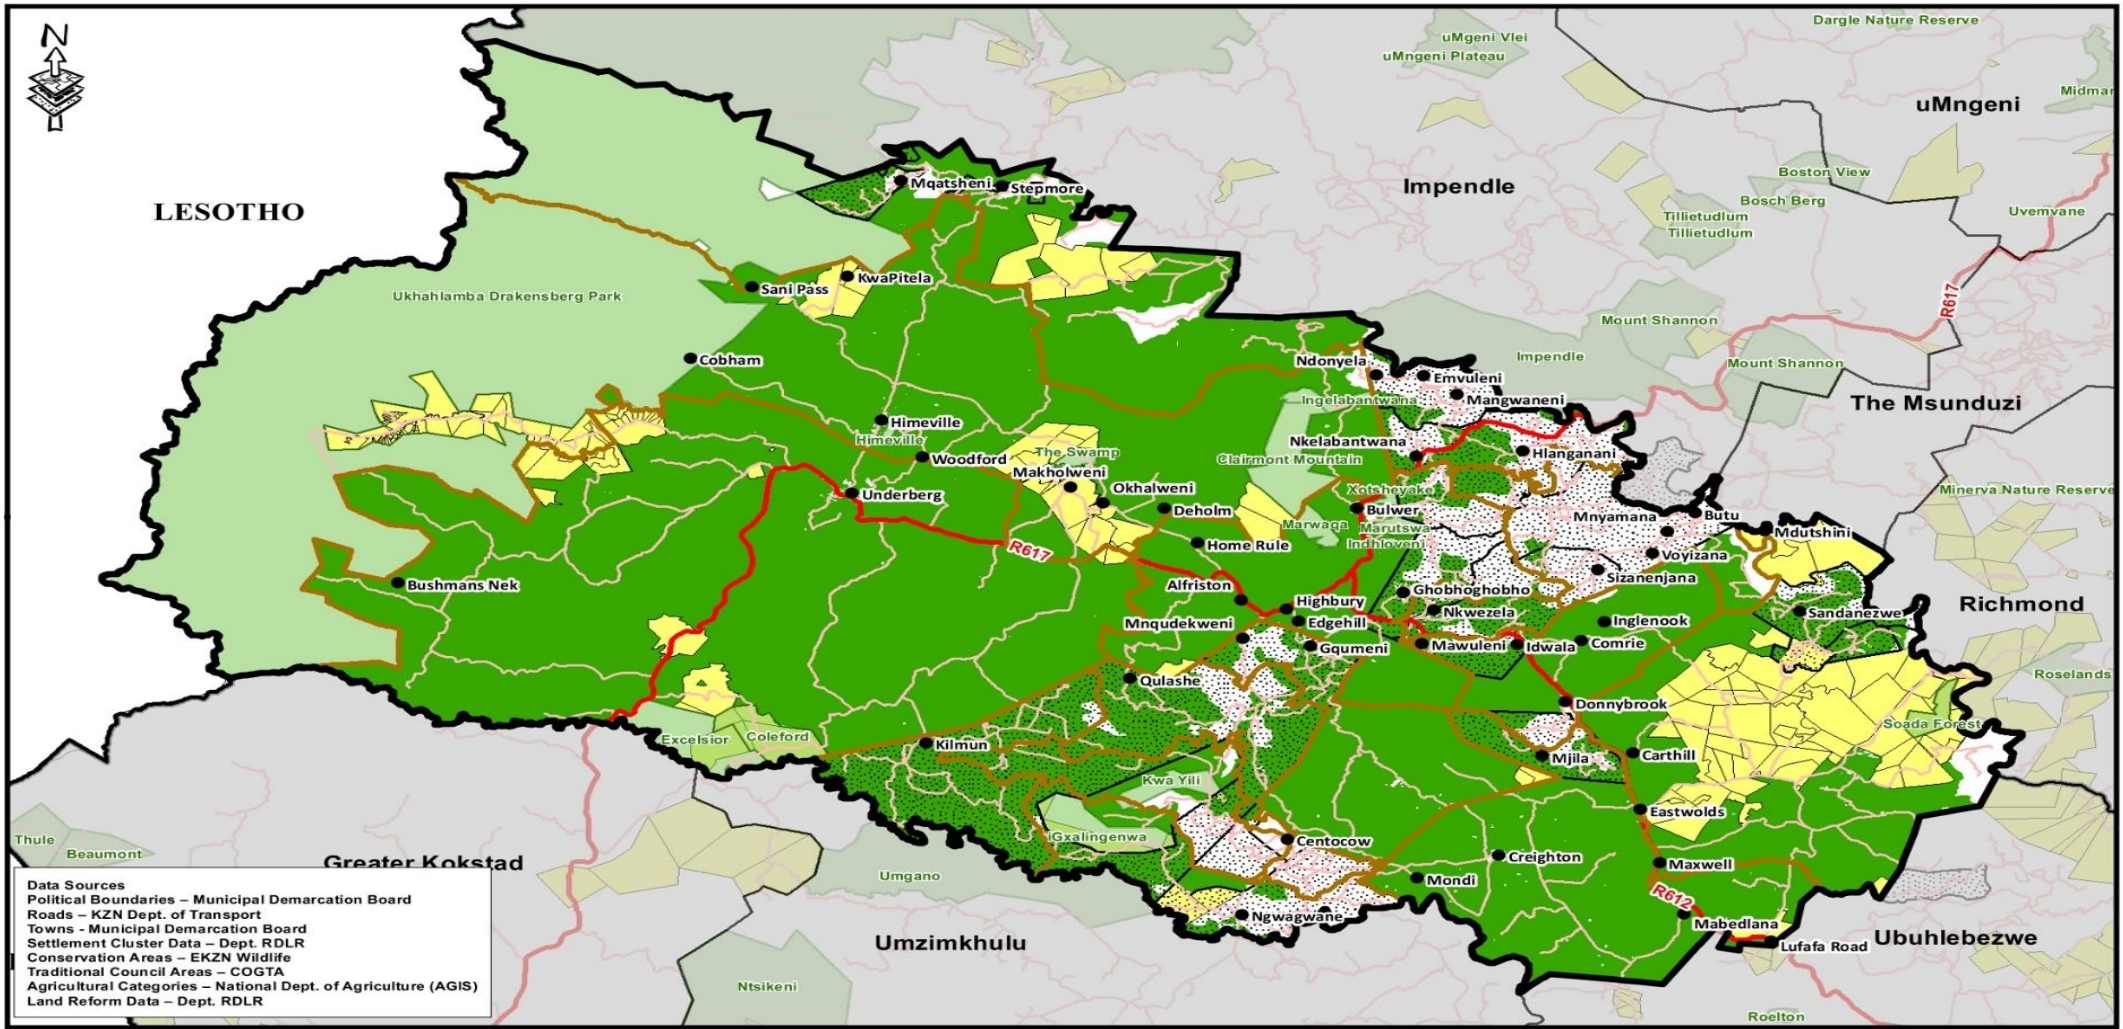 N
Dargle Nature Reserve
uMgeni Vlei
uMngeni Plateau
Midmar
uMngeni
LESOTHO
Mqatsheni
Stepmore
Impendle
Boston View
Bosch Berg
Tillietudlum
Tillietudlum
Uvemvane
Sani Pass
KwaPitela
Ukhahlamba Drakensberg Park
R617
Mount Shannon
Cobham
Ndonyela
Impendle
Mount Shannon
Emvuleni
Mangwaneni
Ingelabantwana
The Msunduzi
Himeville
Himeville
Woodford
The Swamp
Makholweni
Nkelabantwana
Clairmont Mountain
Hlanganani
Underberg
Okhalweni
Deholm
Xotsheyake
Bulwer
Marwaqa
Marutswa
Indhloveni
Minerva Nature Reserve
Mnyamana
Butu
Mdutshini
Home Rule
R617
Voyizana
Sizanenjana
Bushmans Nek
Alfriston
Highbury
Edgehill
Mnqudekweni
Gqumeni
Ghobhoghobho
Nkwezela
Inglenook
Sandanezwe
Richmond
Mawuleni
Idwala
Comrie
Qulashe
Roselands
Donnybrook
Soada Forest
Excelsior
Coleford
Kilmun
Mjila
Carthill
Kwa Yili
Eastwolds
Thule
Beaumont
Greater Kokstad
iGxalingenwa
Centocow
Creighton
Maxwell
Umgano
Mondi
R612
Ngwagwane
Mabedlana
Lufafa Road
Umzimkhulu
Ubuhlebezwe
Ntsikeni
Roelton
Data Sources
Political Boundaries – Municipal Demarcation Board
Roads – KZN Dept. of Transport
Towns - Municipal Demarcation Board
Settlement Cluster Data – Dept. RDLR
Conservation Areas – EKZN Wildlife
Traditional Council Areas – COGTA
Agricultural Categories – National Dept. of Agriculture (AGIS)
Land Reform Data – Dept. RDLR